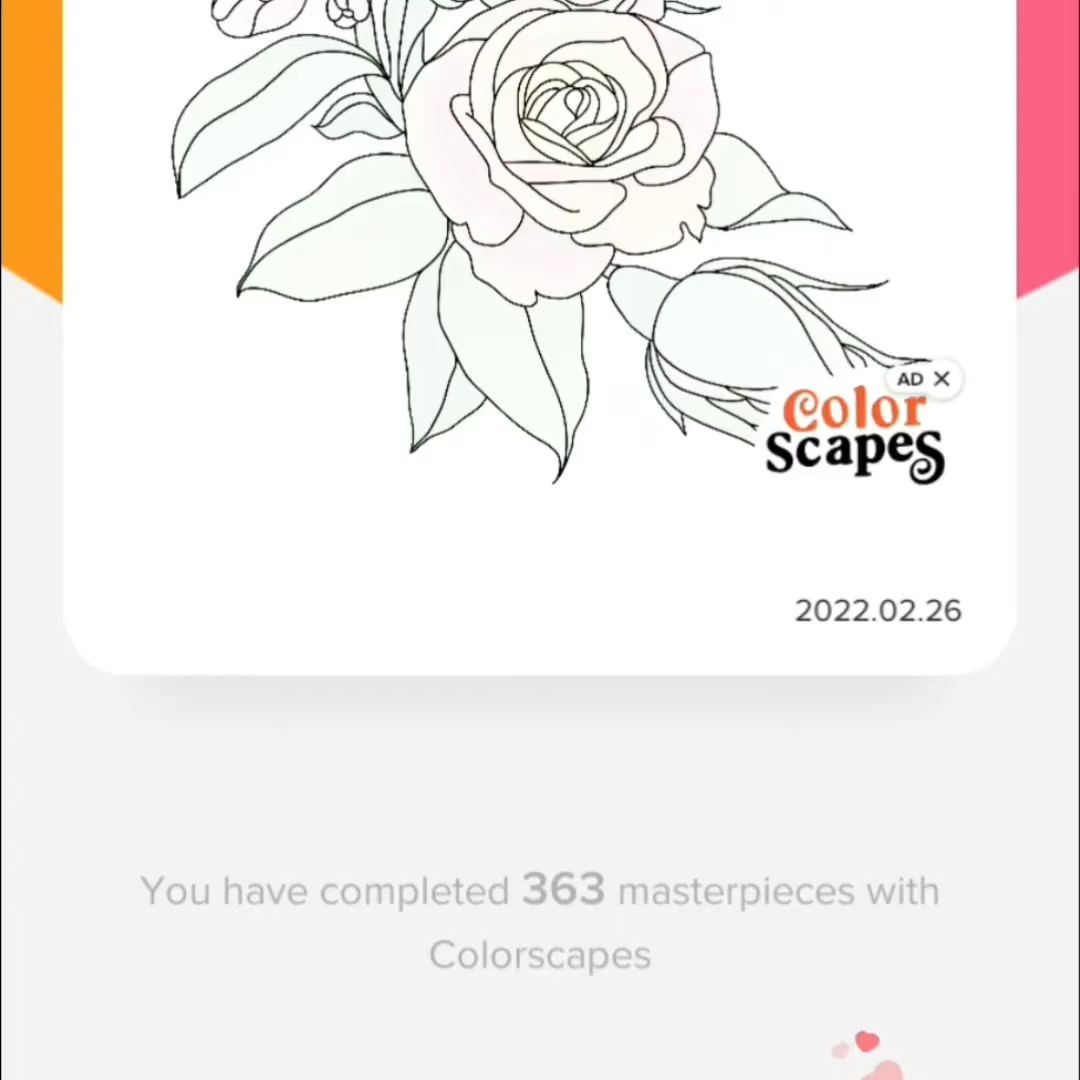 AD X
Color
Scapes
2022.02.26
You have completed 363 masterpieces with
Colorscapes